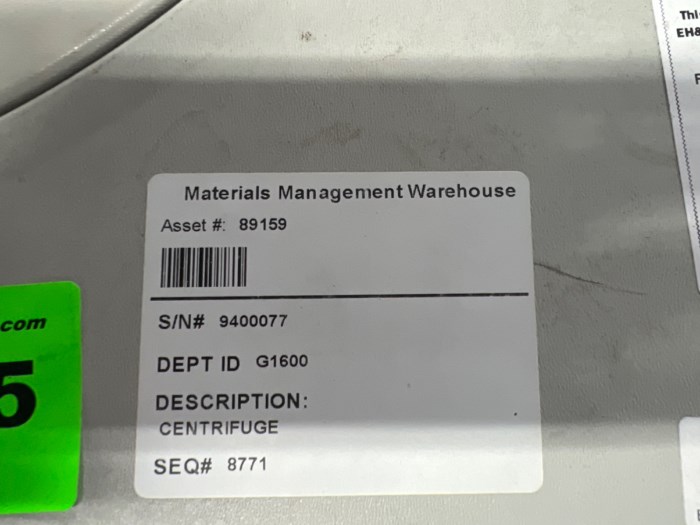 Materials Management Warehouse
Asset #: 89159
S/N# 9400077
DEPT ID G1600
DESCRIPTION:
CENTRIFUGE
SEQ# 8771
.com
5